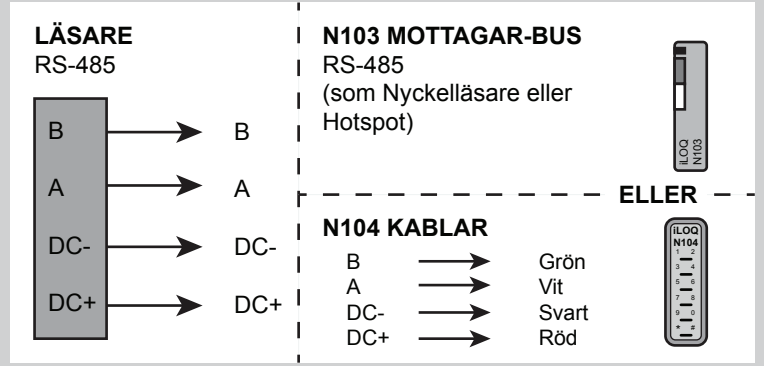 LÄSARE
RS-485
B B
A A
DC- DC-
DC+ DC+
N103 MOTTAGAR-BUS
RS-485
(som Nyckelläsare eller
Hotspot)
iLOQ
N103
ELLER
N104 KABLAR
B Grön
A Vit
DC- Svart
DC+ Röd
iLOQ
N104
1 2
3 4
5 6
7 8
9 0
* #